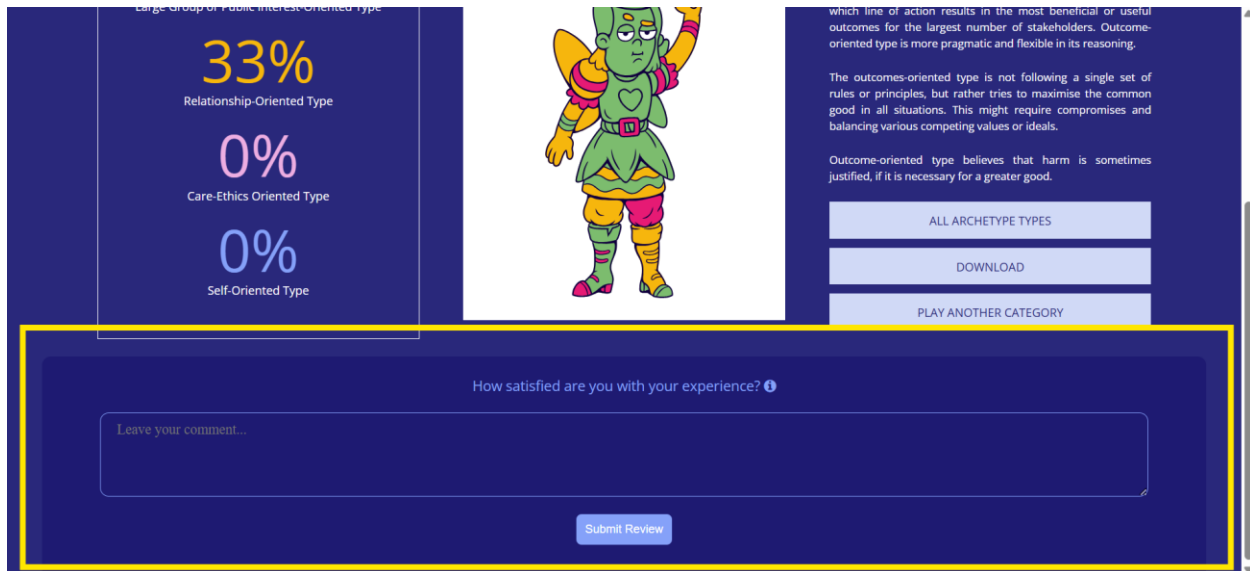 Large Group or Public Interest-Oriented Type
33%
Relationship-Oriented Type
0%
Care-Ethics Oriented Type
0%
Self-Oriented Type
which line of action results in the most beneficial or useful
outcomes for the largest number of stakeholders. Outcome-
oriented type is more pragmatic and flexible in its reasoning.
The outcomes-oriented type is not following a single set of
rules or principles, but rather tries to maximise the common
good in all situations. This might require compromises and
balancing various competing values or ideals.
Outcome-oriented type believes that harm is sometimes
justified, if it is necessary for a greater good.
ALL ARCHETYPE TYPES
DOWNLOAD
PLAY ANOTHER CATEGORY
How satisfied are you with your experience?
Leave your comment...
Submit Review